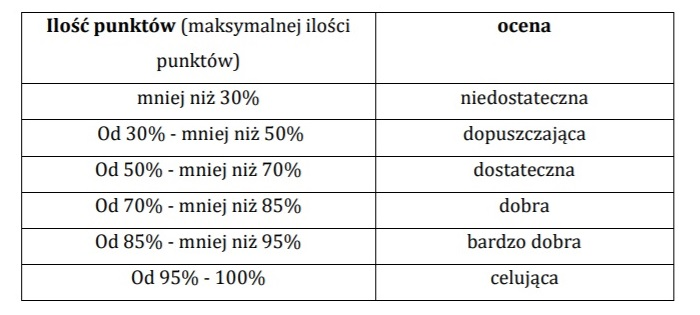 Ilość punktów (maksymalnej ilości punktów) ocena
mniej niż 30% niedostateczna
Od 30% - mniej niż 50% dopuszczająca
Od 50% - mniej niż 70% dostateczna
Od 70% - mniej niż 85% dobra
Od 85% - mniej niż 95% bardzo dobra
Od 95% - 100% celująca